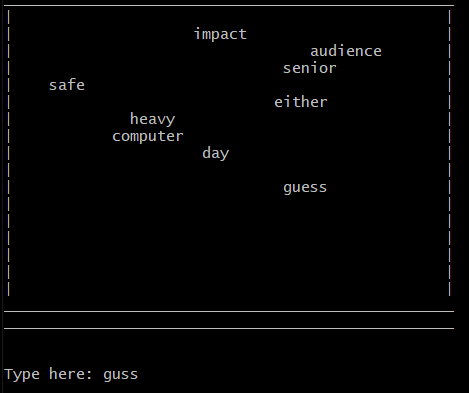 impact
audience
senior
safe
either
heavy
computer
day
guess
Type here: guss